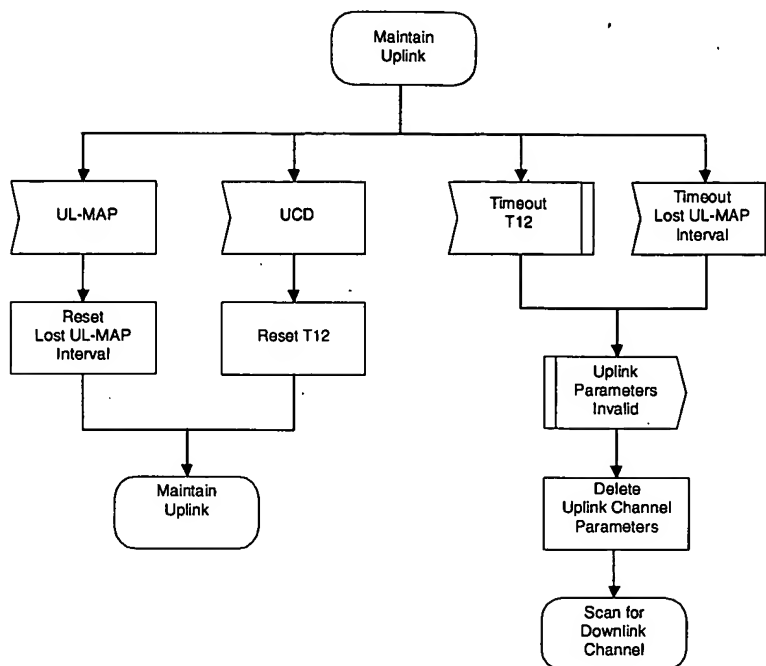 Maintain
Uplink
UL-MAP
UCD
Timeout
T12
Timeout
Lost UL-MAP
Interval
Reset
Lost UL-MAP
Interval
Reset T12
Uplink
Parameters
Invalid
Maintain
Uplink
Delete
Uplink Channel
Parameters
Scan for
Downlink
Channel